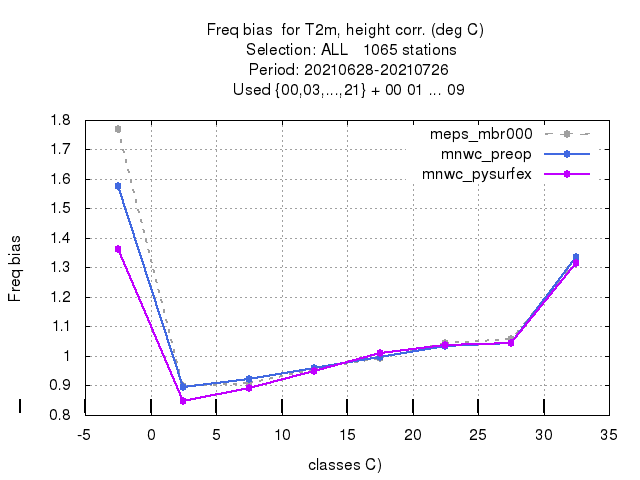 Freq bias  for T2m, height corr. (deg C)
Selection: ALL   1065 stations
Period: 20210628-20210726
Used {00,03,...,21} + 00 01 ... 09
meps_mbr000
mnwc_preop
mnwc_pysurfex
Freq bias
1.8
1.7
1.6
1.5
1.4
1.3
1.2
1.1
1
0.9
0.8
-5 0 5 10 15 20 25 30 35
classes C)